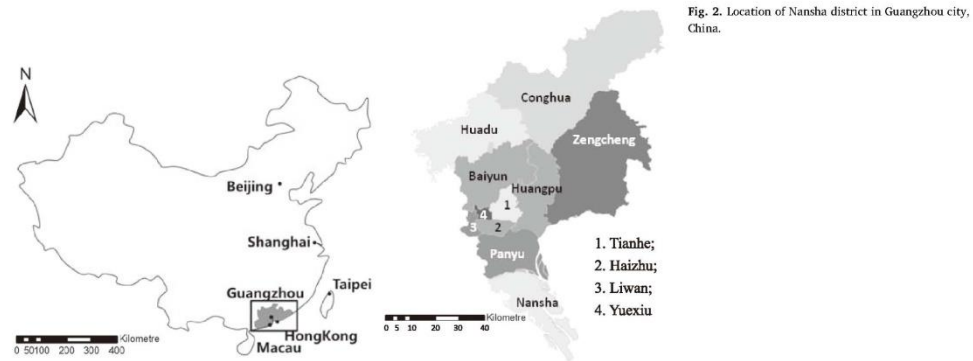 Fig. 2. Location of Nansha district in Guangzhou city,
China.
N
Beijing
Shanghai
Guangzhou
Taipei
HongKong
Macau
Kilometre
0 50100 200 300 400
Conghua
Huadu
Zengcheng
Baiyun
Huangpu
1
4
3
2
Panyu
Nansha
1. Tianhe;
2. Haizhu;
3. Liwan;
4. Yuexiu
Kilometre
0 5 10 20 30 40